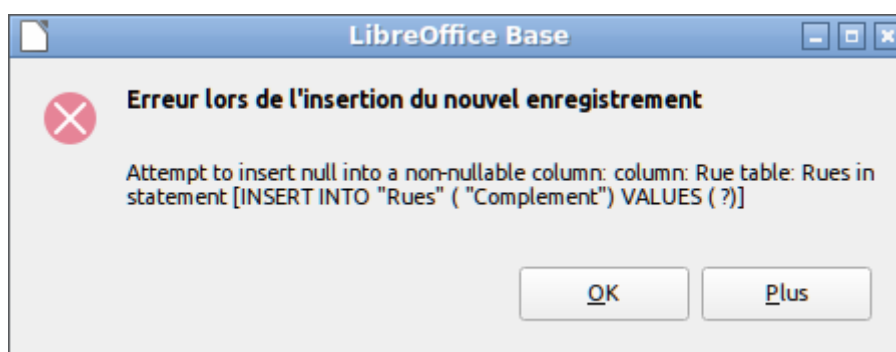 LibreOffice Base
Erreur lors de l'insertion du nouvel enregistrement
Attempt to insert null into a non-nullable column: column: Rue table: Rues in
statement [INSERT INTO "Rues" ( "Complement") VALUES ( ?)]
OK
Plus